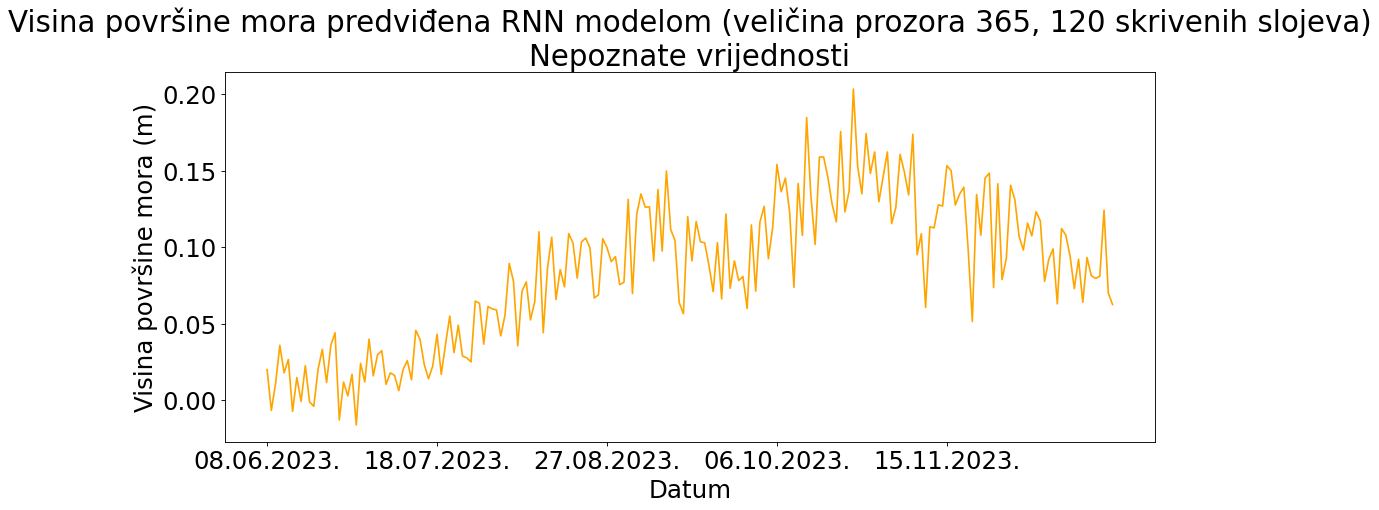 Visina površine mora predviđena RNN modelom (veličina prozora 365, 120 skrivenih slojeva)
Nepoznate vrijednosti
Visina površine mora (m)
0.20
0.15
0.10
0.05
0.00
08.06.2023. 18.07.2023. 27.08.2023. 06.10.2023. 15.11.2023.
Datum